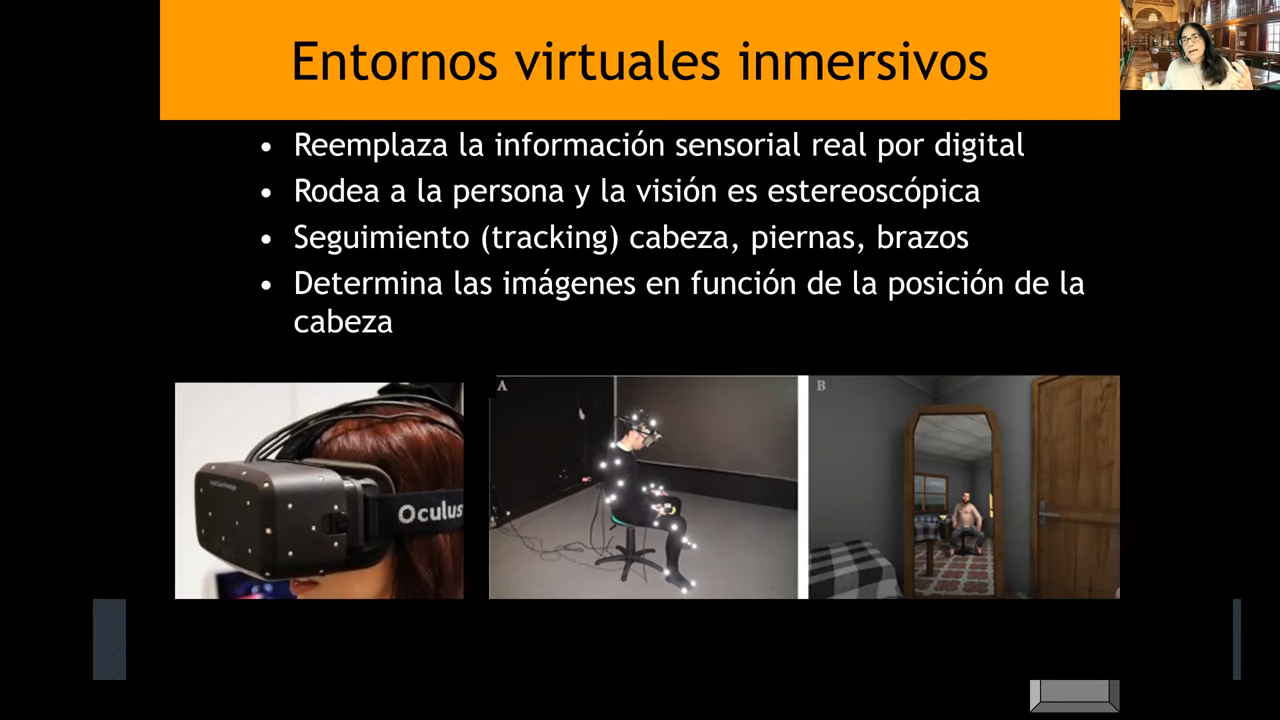 Entornos virtuales inmersivos
• Reemplaza la información sensorial real por digital
• Rodea a la persona y la visión es estereoscópica
• Seguimiento (tracking) cabeza, piernas, brazos
• Determina las imágenes en función de la posición de la
cabeza
Oculus
A
B